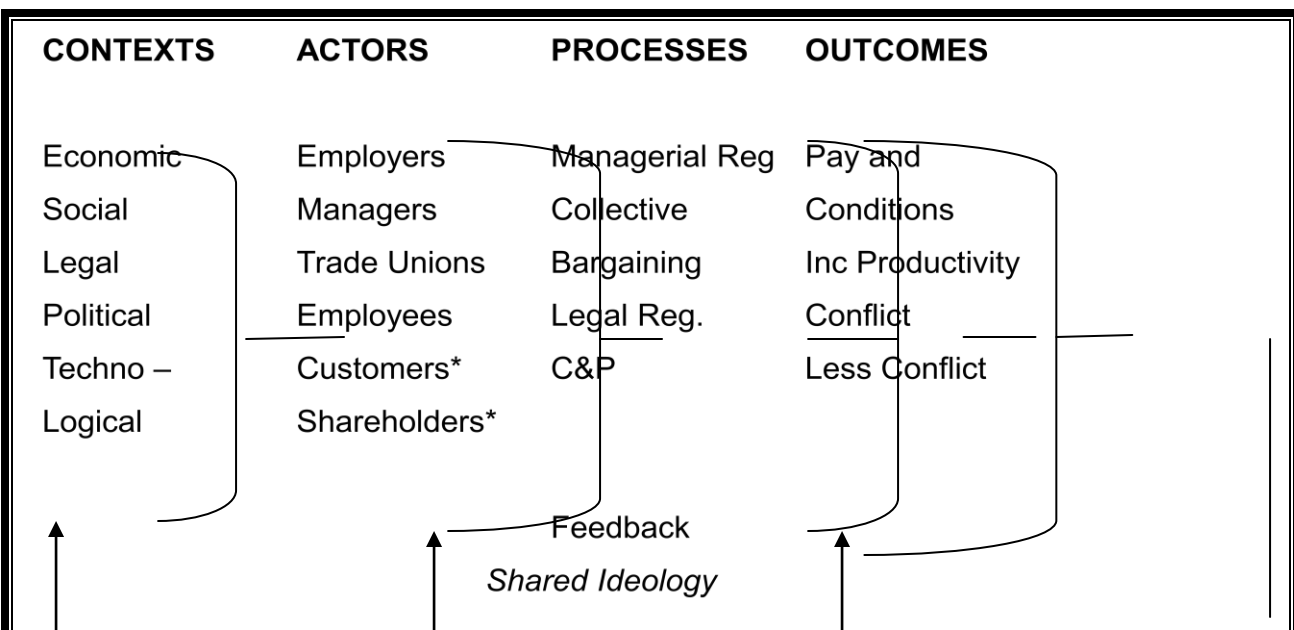 CONTEXTS ACTORS PROCESSES OUTCOMES
Economic Employers Managerial Reg Pay and
Social Managers Collective Conditions
Legal Trade Unions Bargaining Inc Productivity
Political Employees Legal Reg. Conflict
Techno – Customers* C&P Less Conflict
Logical Shareholders*
Feedback
Shared Ideology